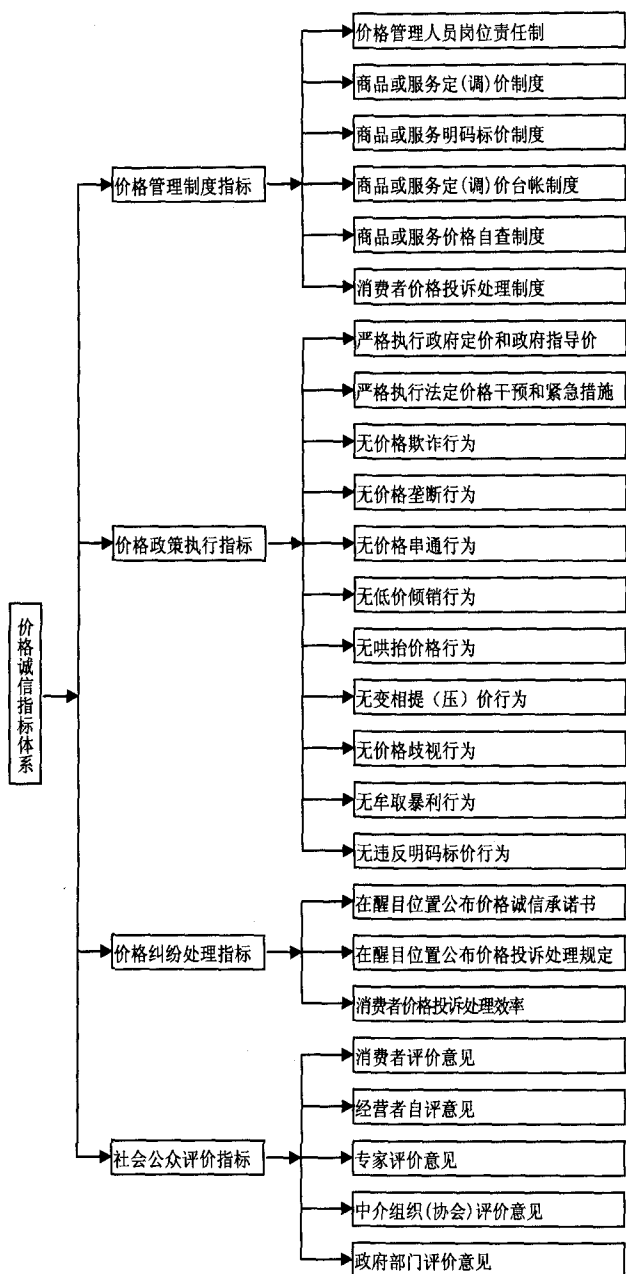 价格诚信指标体系
价格管理制度指标
价格管理人员岗位责任制
商品或服务定(调)价制度
商品或服务明码标价制度
商品或服务定(调)价台帐制度
商品或服务价格自查制度
消费者价格投诉处理制度
价格政策执行指标
严格执行政府定价和政府指导价
严格执行法定价格干预和紧急措施
无价格欺诈行为
无价格垄断行为
无价格串通行为
无低价倾销行为
无哄抬价格行为
无变相提（压）价行为
无价格歧视行为
无牟取暴利行为
无违反明码标价行为
价格纠纷处理指标
在醒目位置公布价格诚信承诺书
在醒目位置公布价格投诉处理规定
消费者价格投诉处理效率
社会公众评价指标
消费者评价意见
经营者自评意见
专家评价意见
中介组织(协会)评价意见
政府部门评价意见